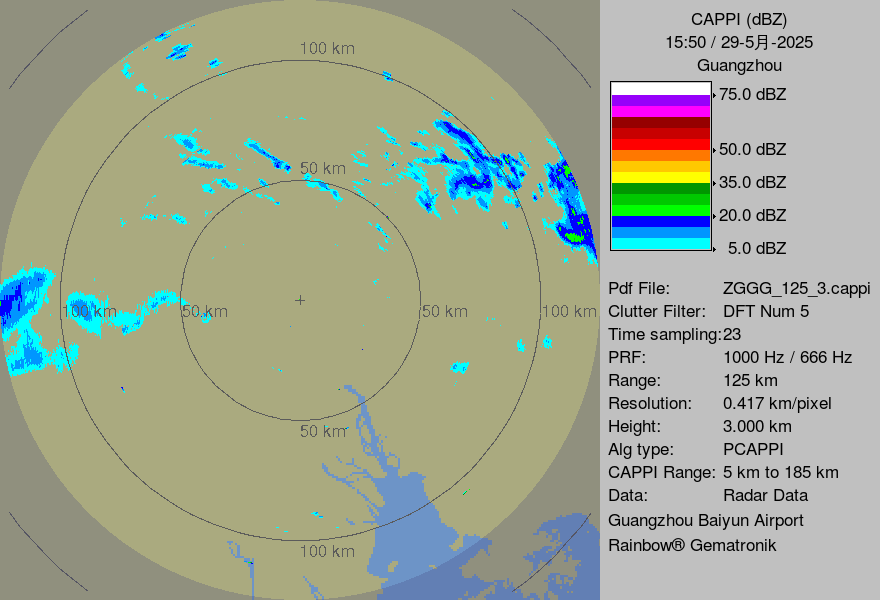 100 km
50 km
100 km
50 km
50 km
100 km
50 km
100 km
CAPPI (dBZ)
15:50 / 29-5月-2025
Guangzhou
75.0 dBZ
50.0 dBZ
35.0 dBZ
20.0 dBZ
5.0 dBZ
Pdf File: ZGGG_125_3.cappi
Clutter Filter: DFT Num 5
Time sampling:23
PRF: 1000 Hz / 666 Hz
Range: 125 km
Resolution: 0.417 km/pixel
Height: 3.000 km
Alg type: PCAPPI
CAPPI Range: 5 km to 185 km
Data: Radar Data
Guangzhou Baiyun Airport
Rainbow® Gematronik